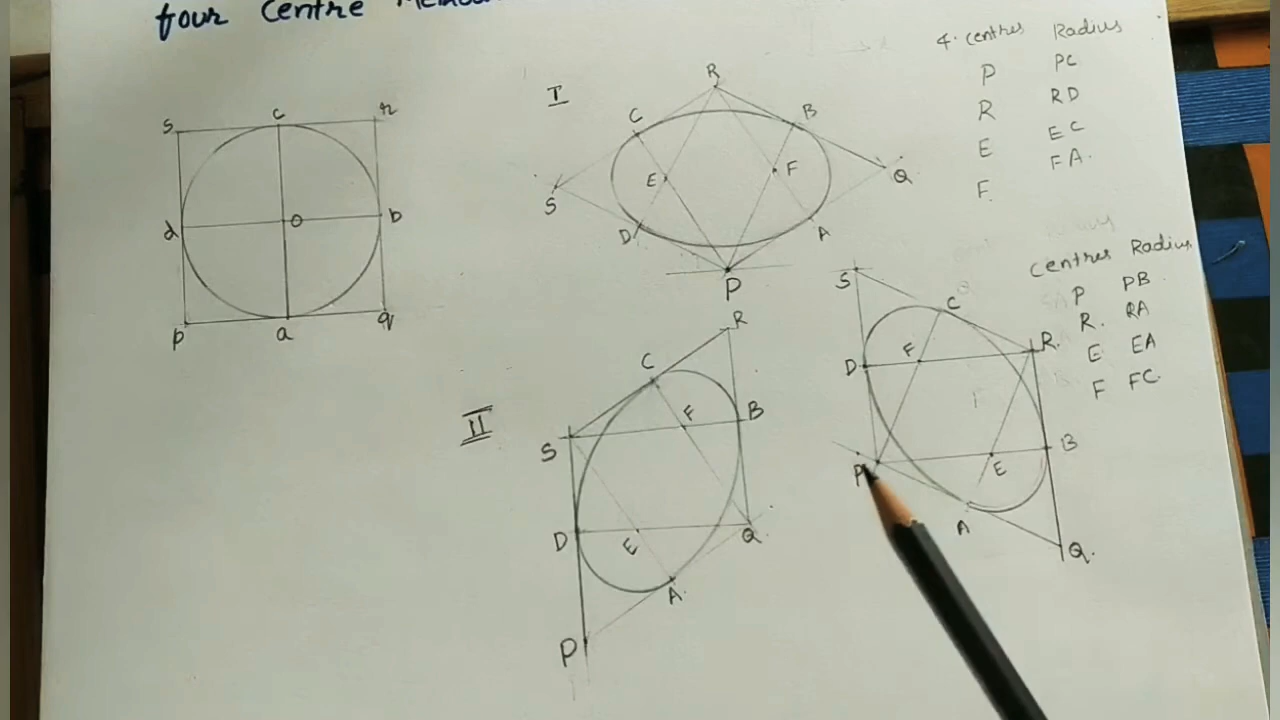 four Centre
4. centres Radius
P PC
R RD
E EC
F. FA.
s c r
d o b
p a q
I
R
C B
E F Q
S
D A
P
Centres Radius
P PB
R. RA
E EA
F FC.
S C
D F R.
P E B
A Q.
II
R
C
S F B
D E Q
A
P